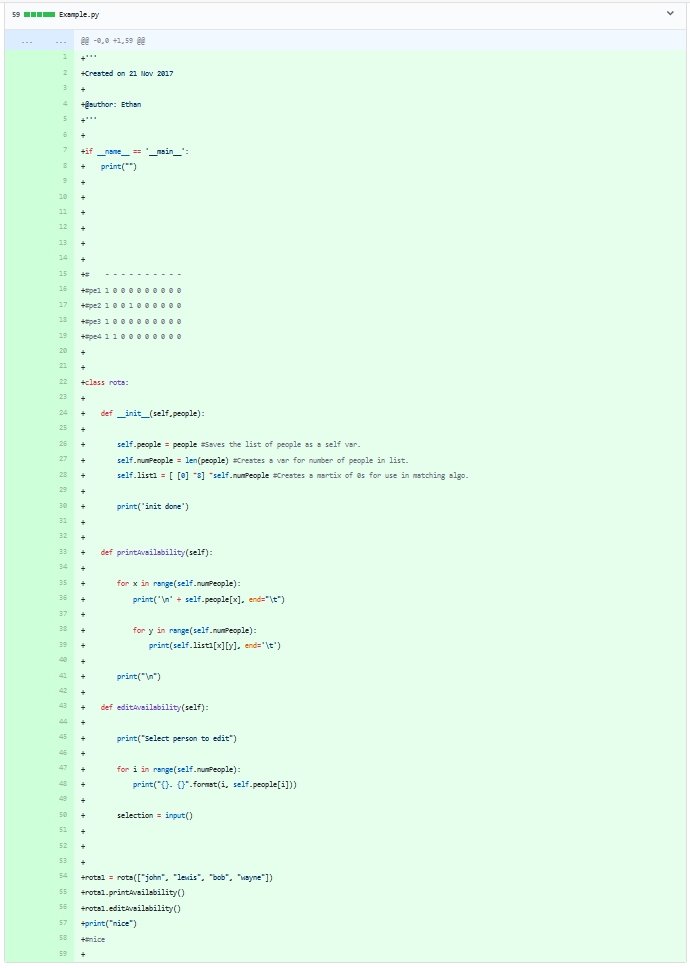 59 Example.py
... ... @@ -0,0 +1,59 @@
1 +'''
2 +Created on 21 Nov 2017
3 +
4 +@author: Ethan
5 +'''
6 +
7 +if __name__ == '__main__':
8 +    print("")
9 +
10 +
11 +
12 +
13 +
14 +
15 +#    - - - - - - - - - -
16 +#pe1 1 0 0 0 0 0 0 0 0 0
17 +#pe2 1 0 0 1 0 0 0 0 0 0
18 +#pe3 1 0 0 0 0 0 0 0 0 0
19 +#pe4 1 1 0 0 0 0 0 0 0 0
20 +
21 +
22 +class rota:
23 +
24 +    def __init__(self,people):
25 +
26 +        self.people = people #Saves the list of people as a self var.
27 +        self.numPeople = len(people) #Creates a var for number of people in list.
28 +        self.list1 = [ [0] *8] *self.numPeople #Creates a martix of 0s for use in matching algo.
29 +
30 +        print('init done')
31 +
32 +
33 +    def printAvailability(self):
34 +
35 +        for x in range(self.numPeople):
36 +            print('\n' + self.people[x], end="\t")
37 +
38 +            for y in range(self.numPeople):
39 +                print(self.list1[x][y], end='\t')
40 +
41 +        print("\n")
42 +
43 +    def editAvailability(self):
44 +
45 +        print("Select person to edit")
46 +
47 +        for i in range(self.numPeople):
48 +            print("{}. {}".format(i, self.people[i]))
49 +
50 +        selection = input()
51 +
52 +
53 +
54 +rota1 = rota(["john", "lewis", "bob", "wayne"])
55 +rota1.printAvailability()
56 +rota1.editAvailability()
57 +print("nice")
58 +#nice
59 +